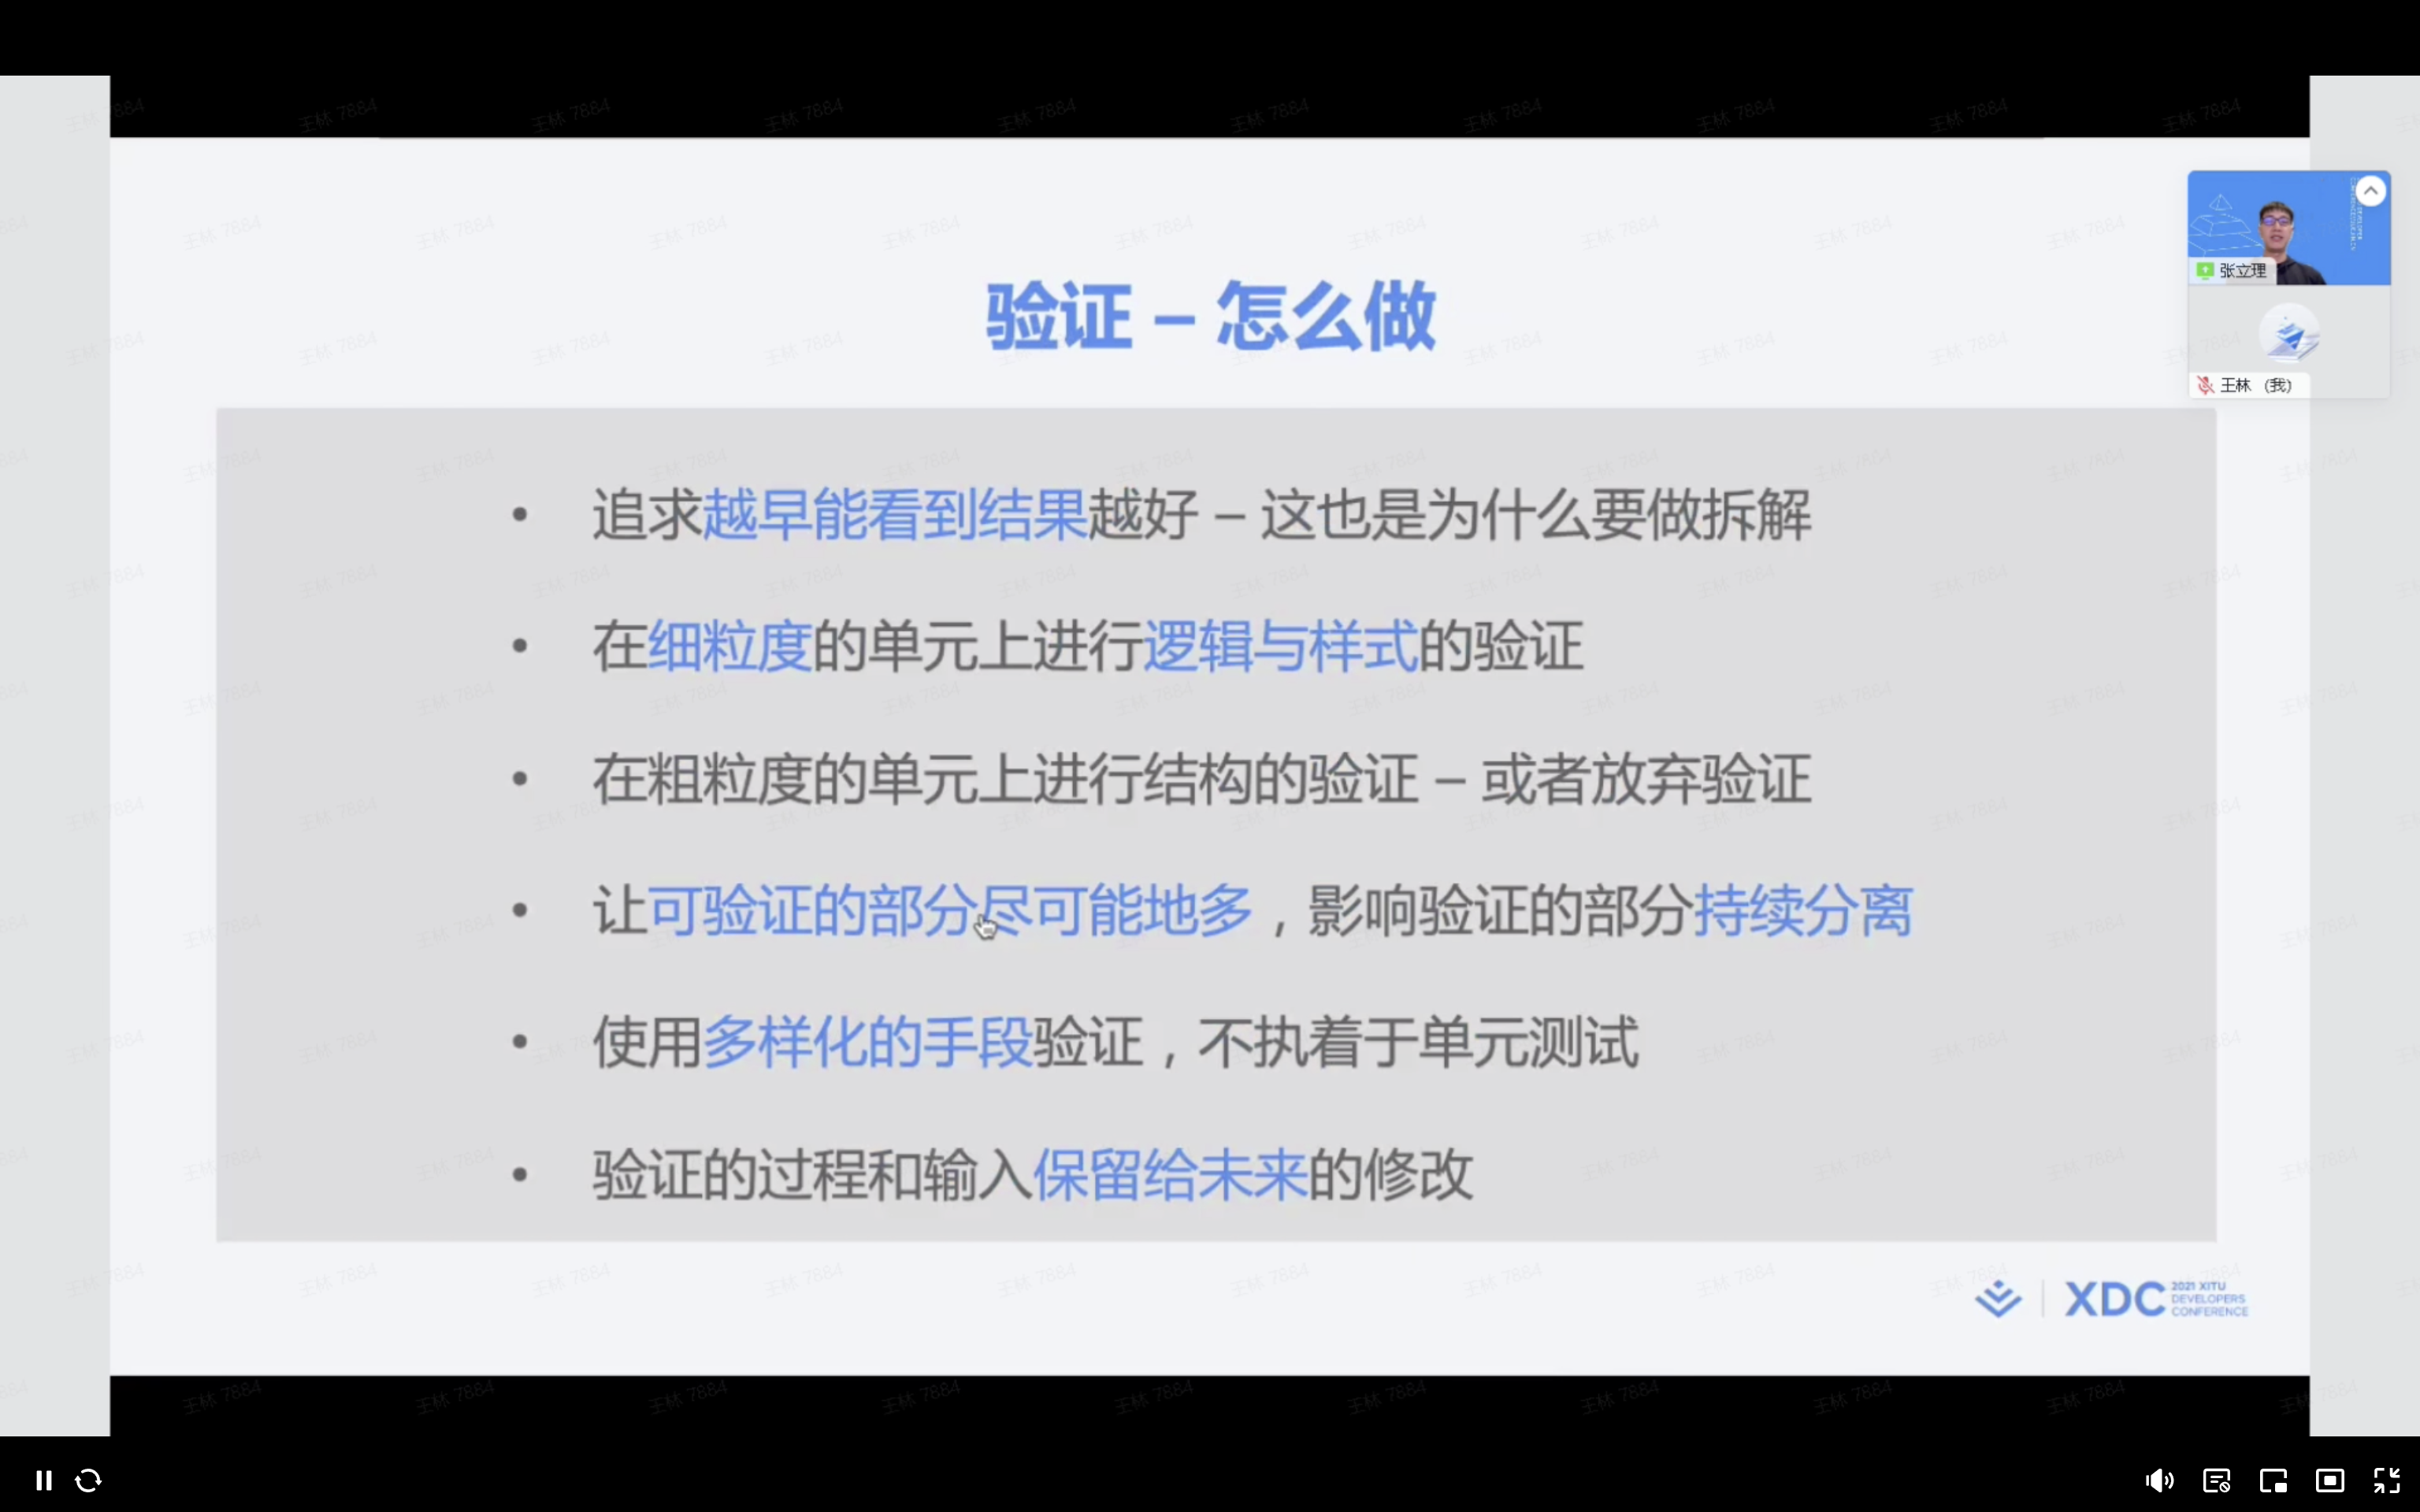 验证 – 怎么做
张立理
王林 (我)
• 追求越早能看到结果越好 – 这也是为什么要做拆解
• 在细粒度的单元上进行逻辑与样式的验证
• 在粗粒度的单元上进行结构的验证 – 或者放弃验证
• 让可验证的部分尽可能地多，影响验证的部分持续分离
• 使用多样化的手段验证，不执着于单元测试
• 验证的过程和输入保留给未来的修改
XDC
2021 XITU
DEVELOPERS
CONFERENCE
王林 7884